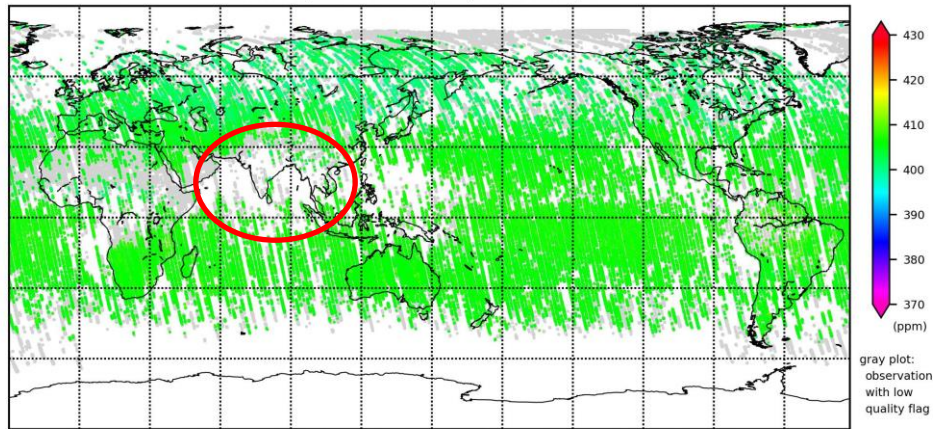 430
420
410
400
390
380
370
(ppm)
gray plot:
observation
with low
quality flag